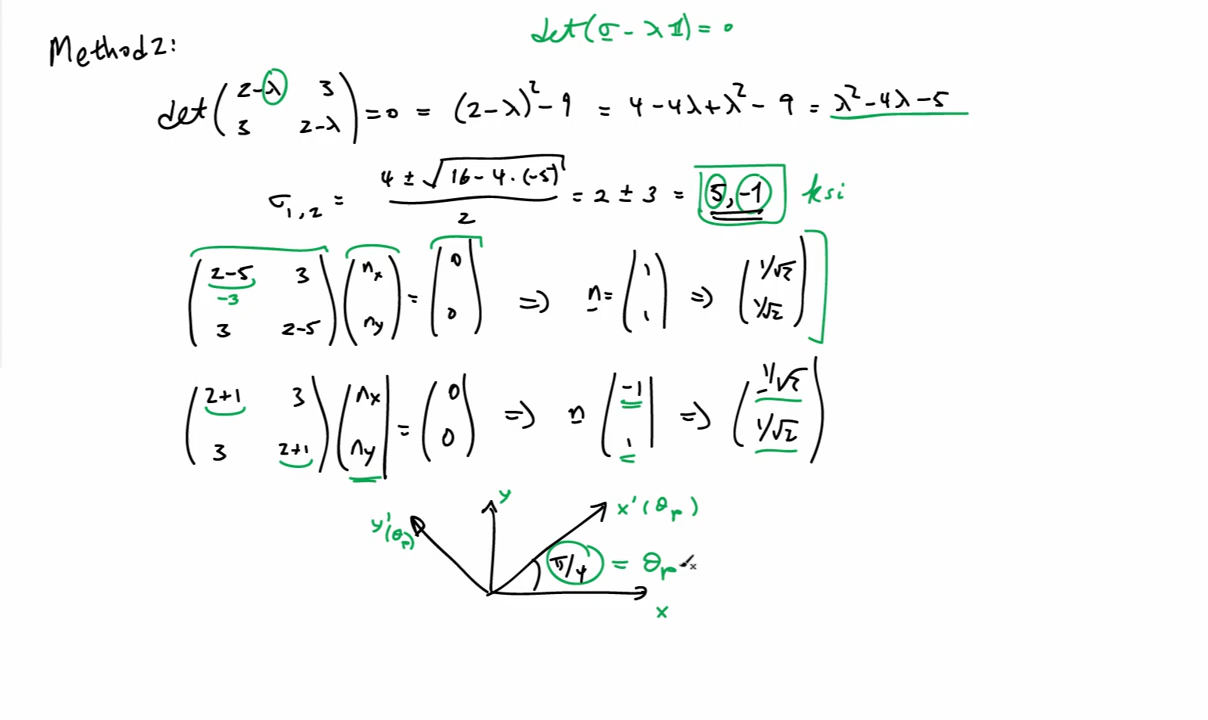 det(σ - λ𝟙) = 0
Method 2:
det ( 2-λ 3 ; 3 2-λ ) = 0 = (2-λ)² - 9 = 4 - 4λ + λ² - 9 = λ² - 4λ - 5
σ₁,₂ = (4 ± √(16 - 4 · (-5))) / 2 = 2 ± 3 = 5, -1 ksi
( 2-5 3 ; 3 2-5 ) ( nx ; ny ) = ( 0 ; 0 ) ⇒ n = ( 1 ; 1 ) ⇒ ( 1/√2 ; 1/√2 )
-3
( 2+1 3 ; 3 2+1 ) ( nx ; ny ) = ( 0 ; 0 ) ⇒ n ( -1 ; 1 ) ⇒ ( -1/√2 ; 1/√2 )
y
x'(θp)
y'(θp)
π/4 = θp
x